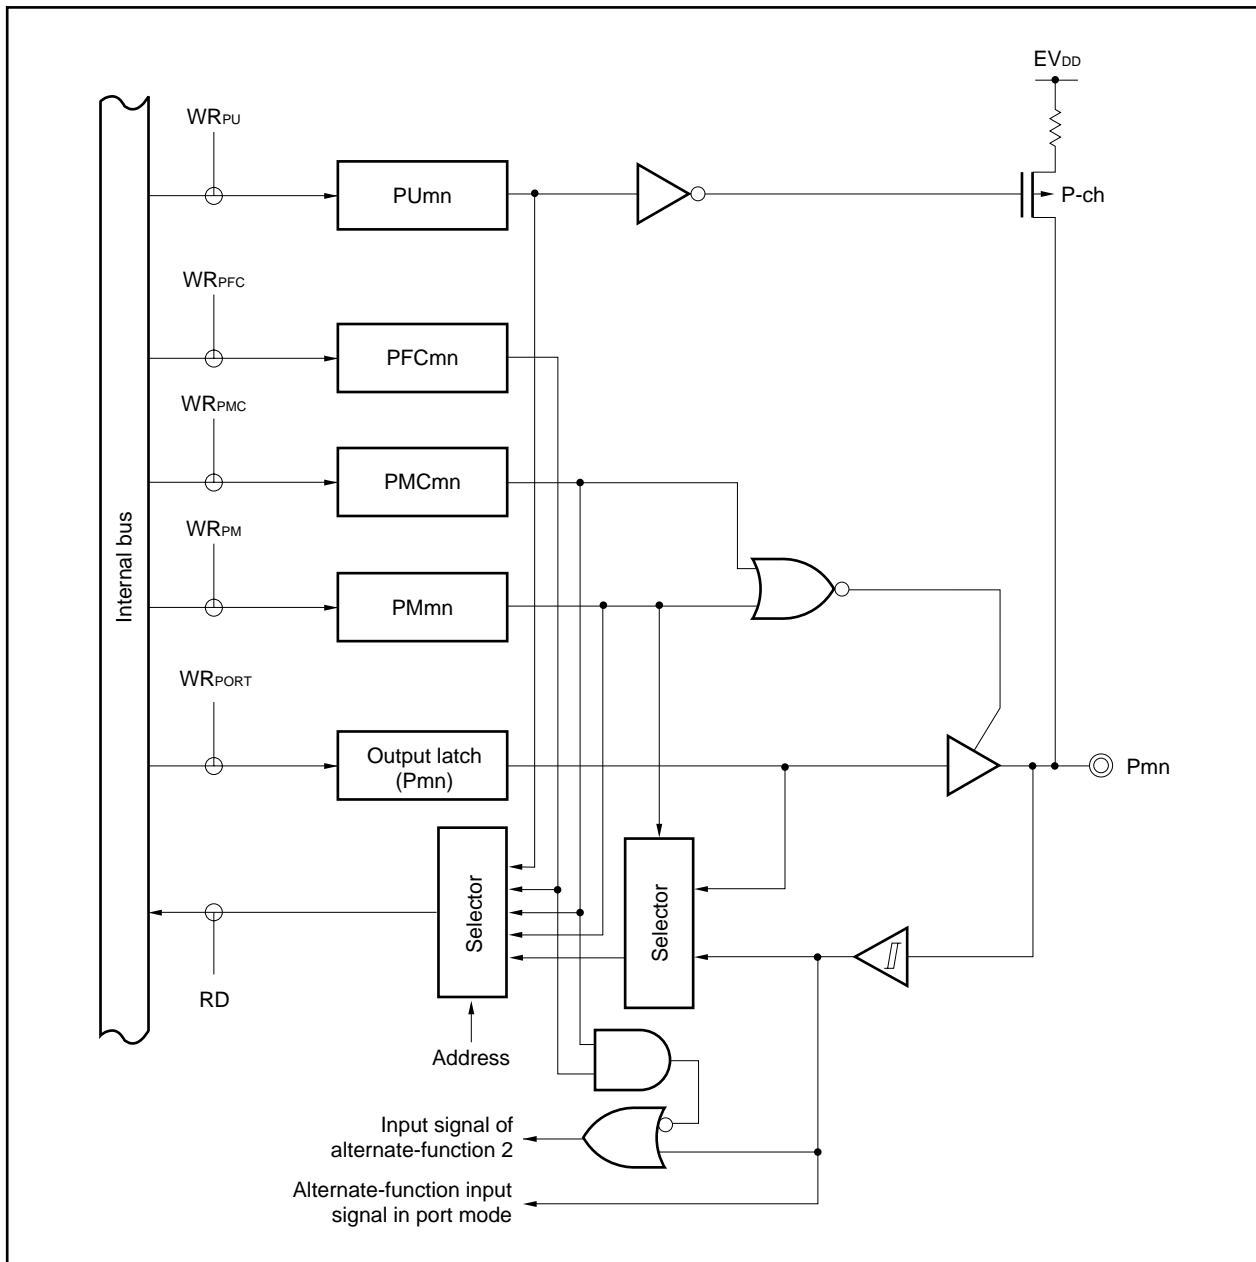 EVDD
WRPU
PUmn
P-ch
WRPFC
PFCmn
WRPMC
PMCmn
Internal bus
WRPM
PMmn
WRPORT
Output latch
(Pmn)
Pmn
Selector
Selector
RD
Address
Input signal of
alternate-function 2
Alternate-function input
signal in port mode